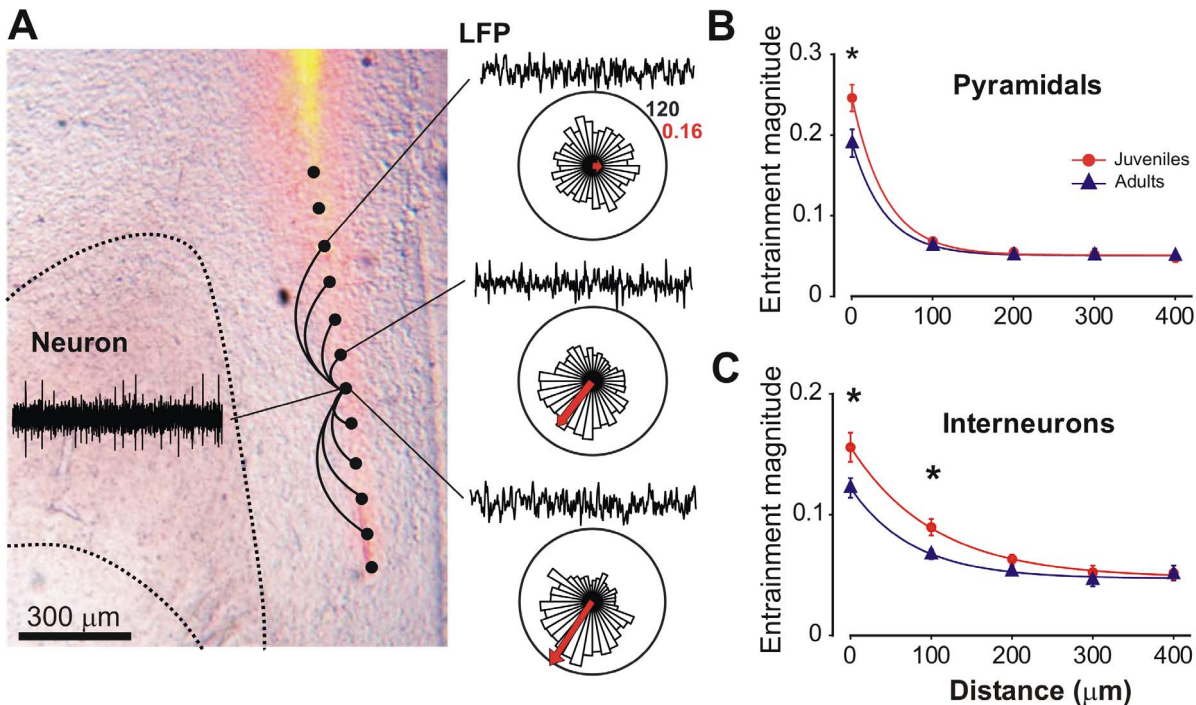 A
LFP
120
0.16
Neuron
300 µm
B
Entrainment magnitude
0.3
0.2
0.1
0
*
Pyramidals
Juveniles
Adults
0 100 200 300 400
C
Entrainment magnitude
0.2
0.1
0
*
*
Interneurons
0 100 200 300 400
Distance (µm)